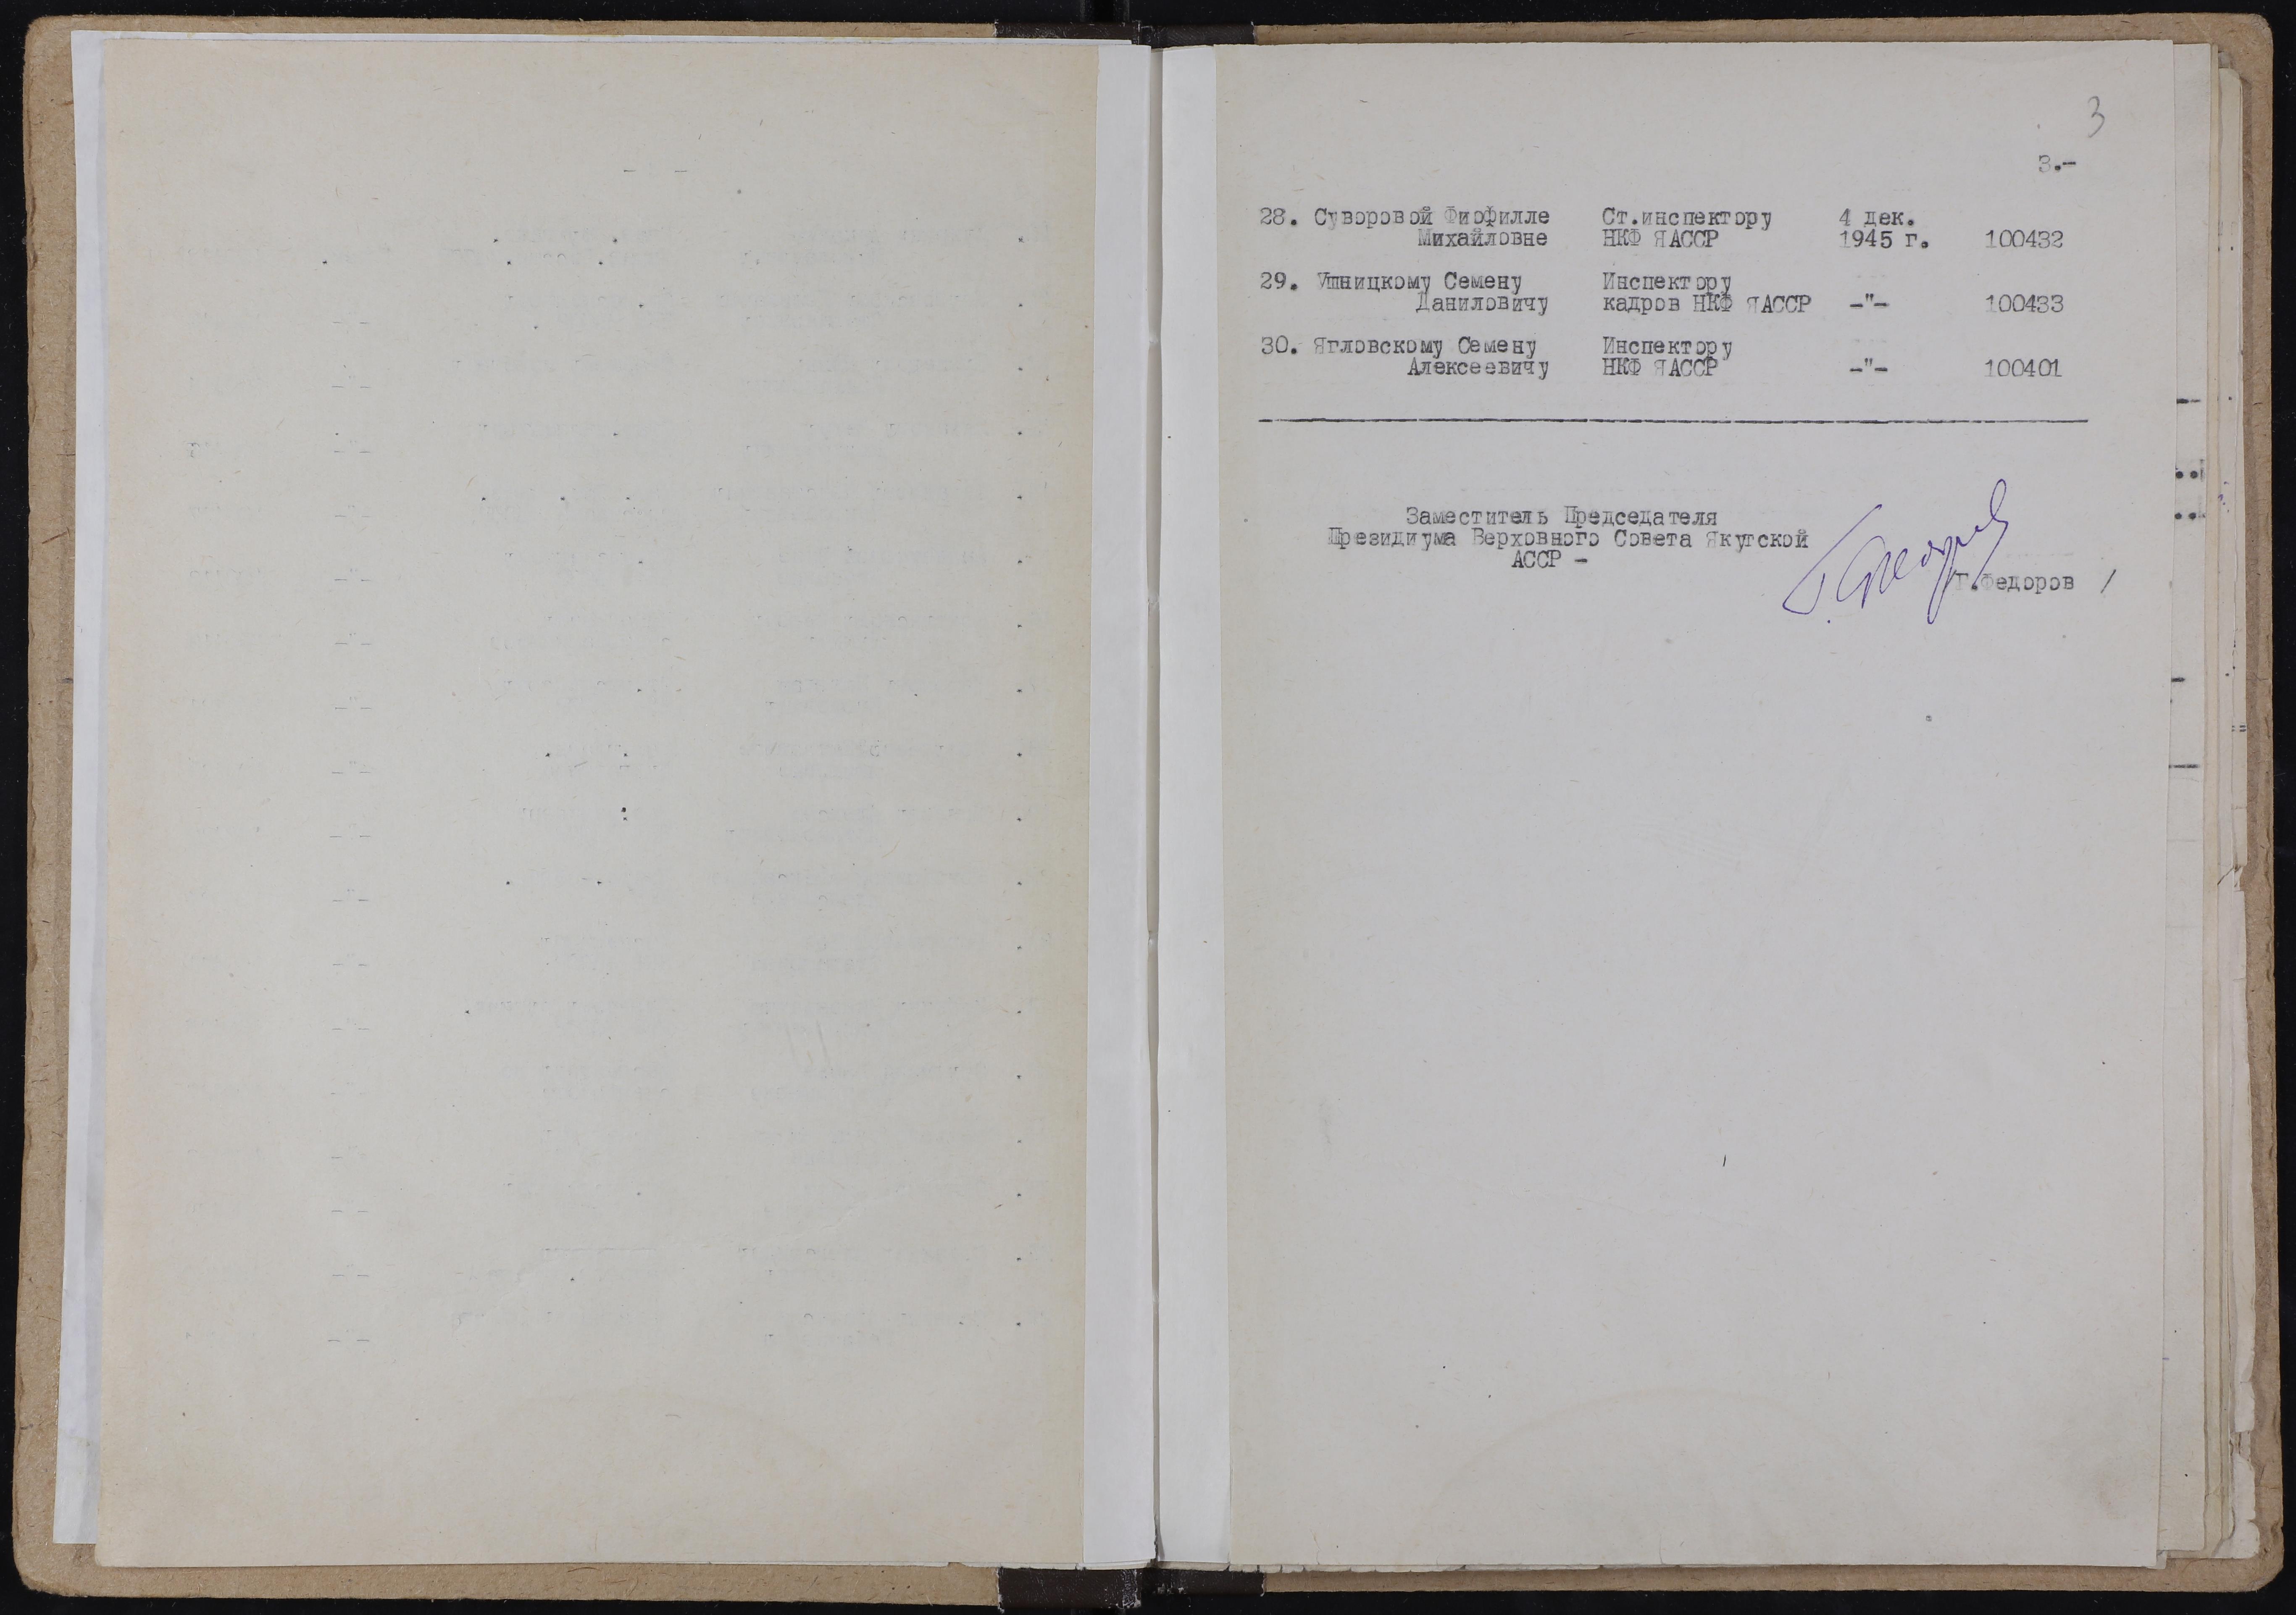 3
3.-
28. Суворовой Фиофилле Ст.инспектору 4 дек.
Михайловне НКФ ЯАССР 1945 г. 100432
29. Ушницкому Семену Инспектору
Даниловичу кадров НКФ ЯАССР -"- 100433
30. Ягловскому Семену Инспектору
Алексеевичу НКФ ЯАССР -"- 100401
Заместитель Председателя
Президиума Верховного Совета Якутской
АССР -
Г.Федоров